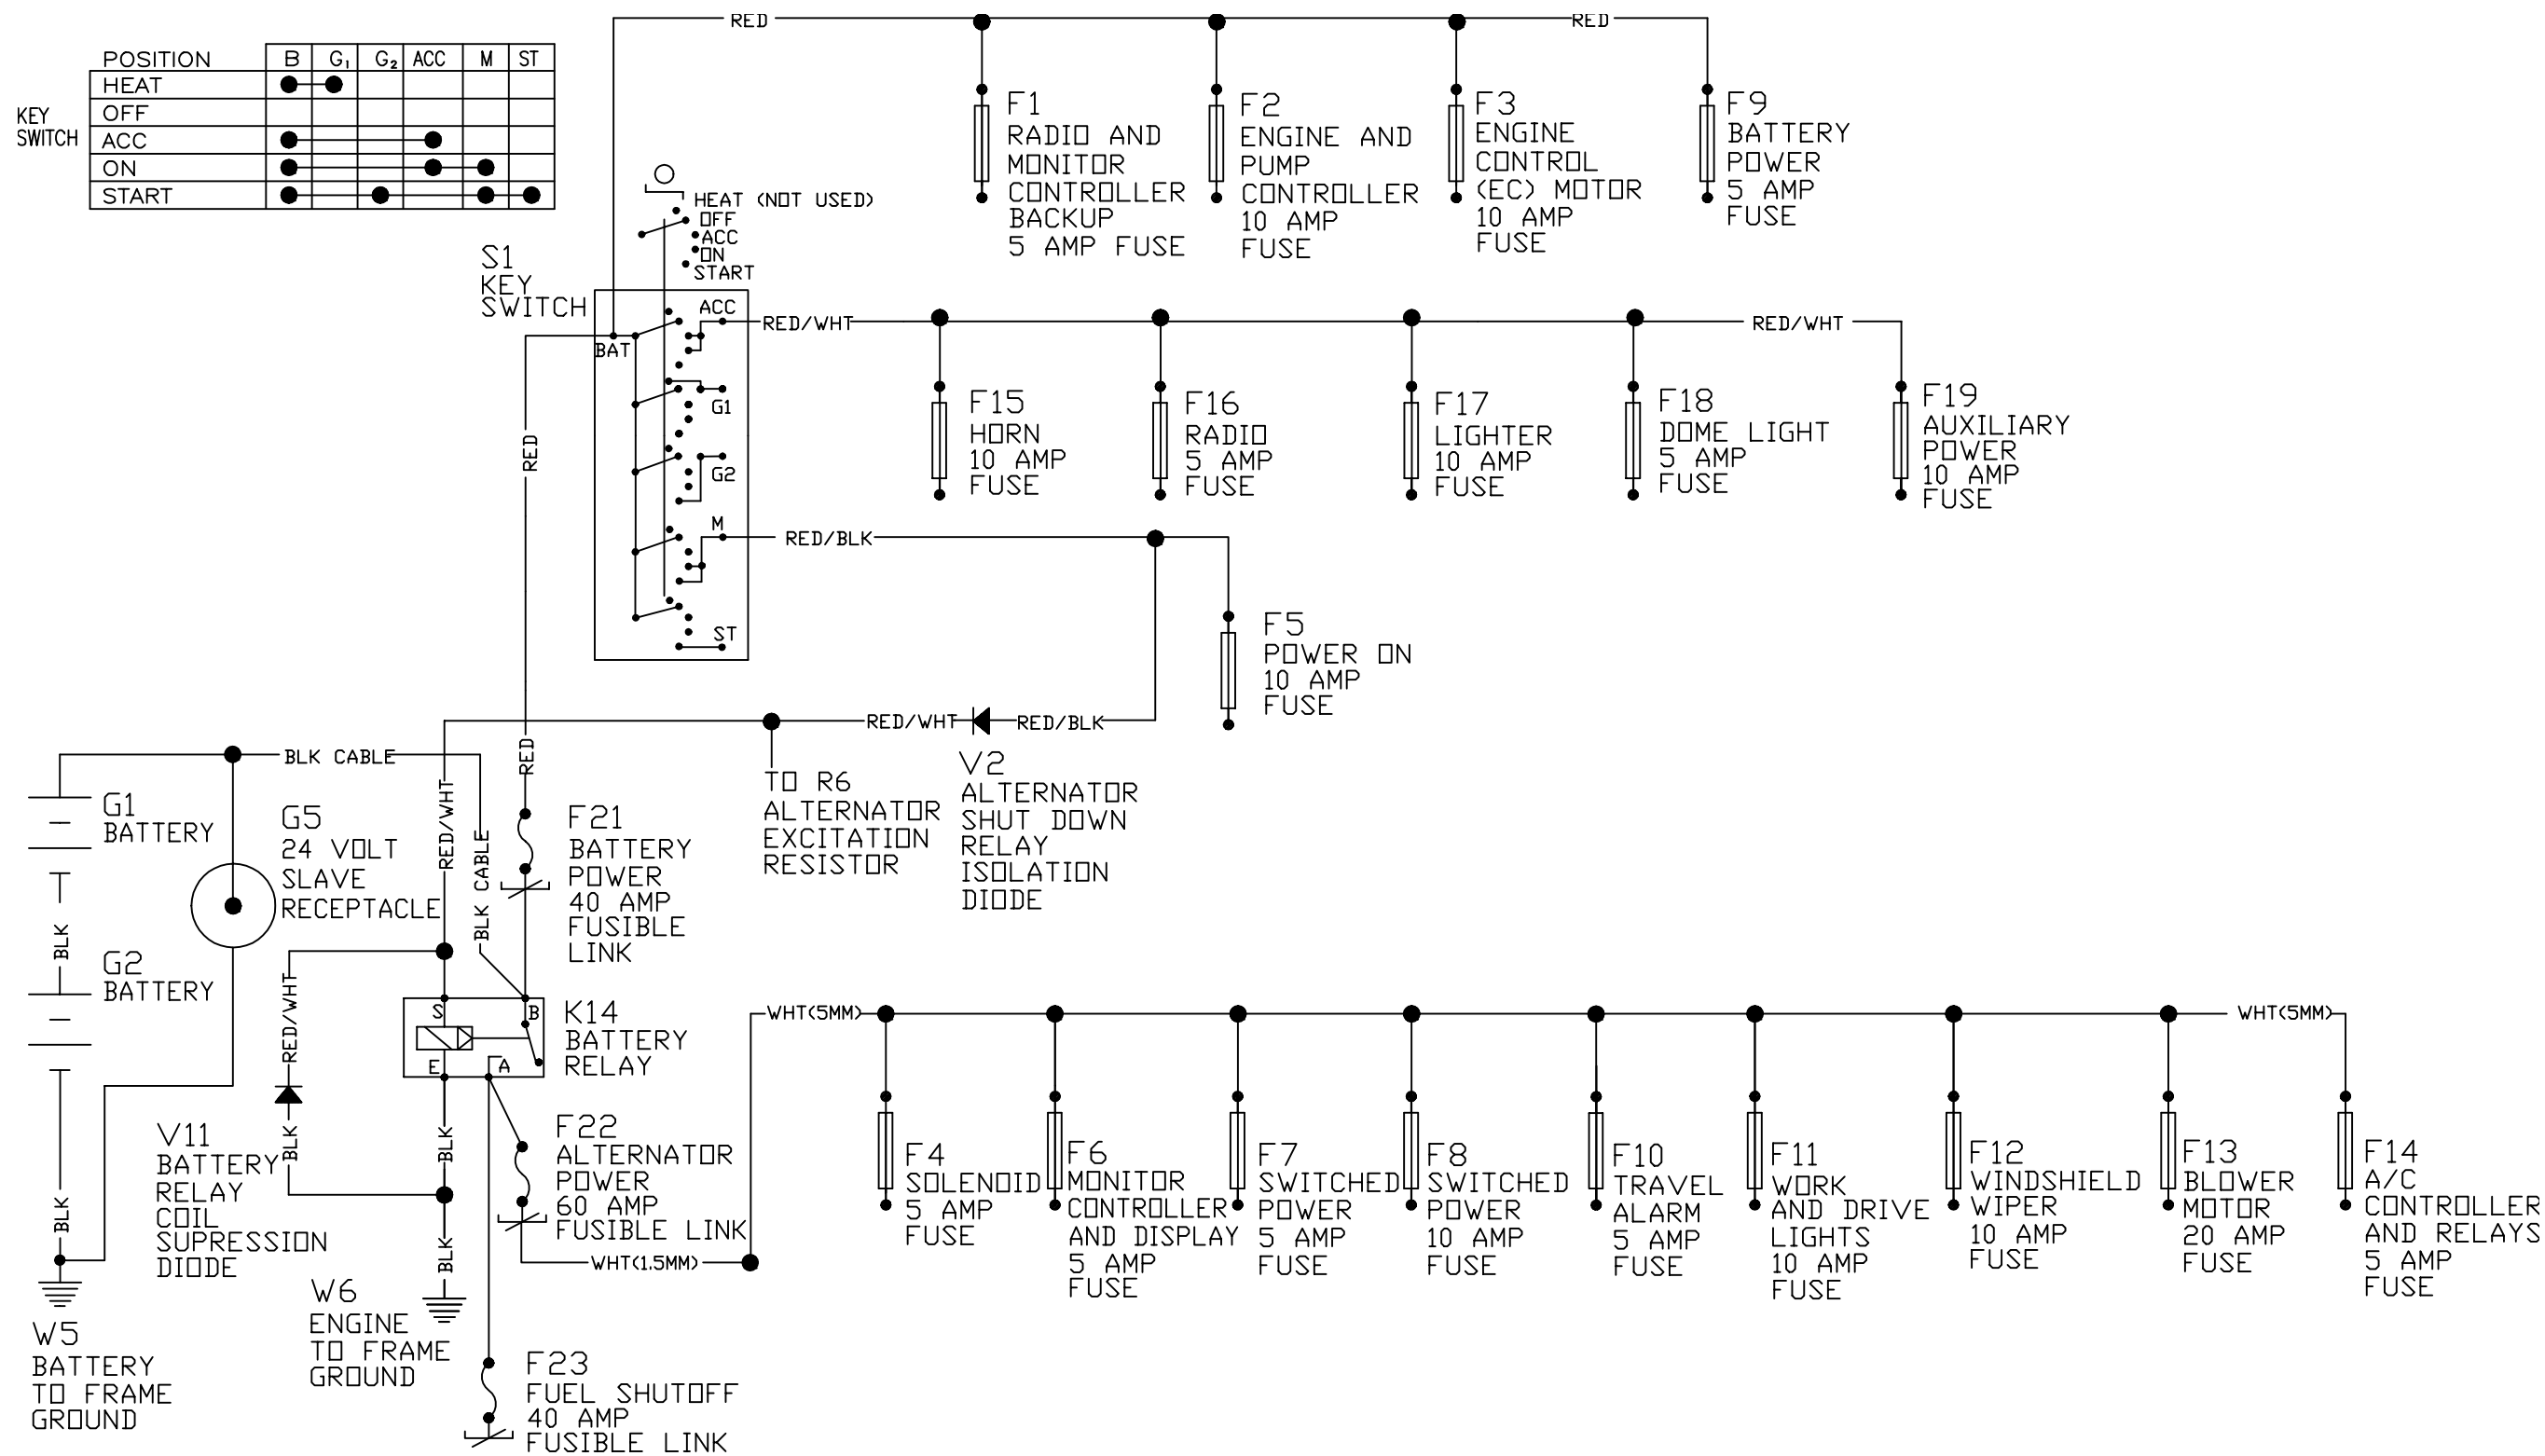 RED
RED
POSITION B G₁ G₂ ACC M ST
HEAT
OFF
ACC
ON
START
KEY
SWITCH
F1
RADIO AND
MONITOR
CONTROLLER
BACKUP
5 AMP FUSE
F2
ENGINE AND
PUMP
CONTROLLER
10 AMP
FUSE
F3
ENGINE
CONTROL
(EC) MOTOR
10 AMP
FUSE
F9
BATTERY
POWER
5 AMP
FUSE
HEAT (NOT USED)
OFF
ACC
ON
START
S1
KEY
SWITCH
BAT
ACC
G1
G2
M
ST
RED/WHT
RED/WHT
F15
HORN
10 AMP
FUSE
F16
RADIO
5 AMP
FUSE
F17
LIGHTER
10 AMP
FUSE
F18
DOME LIGHT
5 AMP
FUSE
F19
AUXILIARY
POWER
10 AMP
FUSE
RED
RED/BLK
F5
POWER ON
10 AMP
FUSE
RED/WHT
RED/BLK
RED
TO R6
ALTERNATOR
EXCITATION
RESISTOR
V2
ALTERNATOR
SHUT DOWN
RELAY
ISOLATION
DIODE
BLK CABLE
G1
BATTERY
G5
24 VOLT
SLAVE
RECEPTACLE
RED/WHT
BLK CABLE
F21
BATTERY
POWER
40 AMP
FUSIBLE
LINK
BLK
G2
BATTERY
RED/WHT
S
B
E
A
K14
BATTERY
RELAY
WHT(5MM)
WHT(5MM)
V11
BATTERY
RELAY
COIL
SUPRESSION
DIODE
BLK
BLK
BLK
BLK
F22
ALTERNATOR
POWER
60 AMP
FUSIBLE LINK
WHT(1.5MM)
F4
SOLENOID
5 AMP
FUSE
F6
MONITOR
CONTROLLER
AND DISPLAY
5 AMP
FUSE
F7
SWITCHED
POWER
5 AMP
FUSE
F8
SWITCHED
POWER
10 AMP
FUSE
F10
TRAVEL
ALARM
5 AMP
FUSE
F11
WORK
AND DRIVE
LIGHTS
10 AMP
FUSE
F12
WINDSHIELD
WIPER
10 AMP
FUSE
F13
BLOWER
MOTOR
20 AMP
FUSE
F14
A/C
CONTROLLER
AND RELAYS
5 AMP
FUSE
W5
BATTERY
TO FRAME
GROUND
W6
ENGINE
TO FRAME
GROUND
F23
FUEL SHUTOFF
40 AMP
FUSIBLE LINK